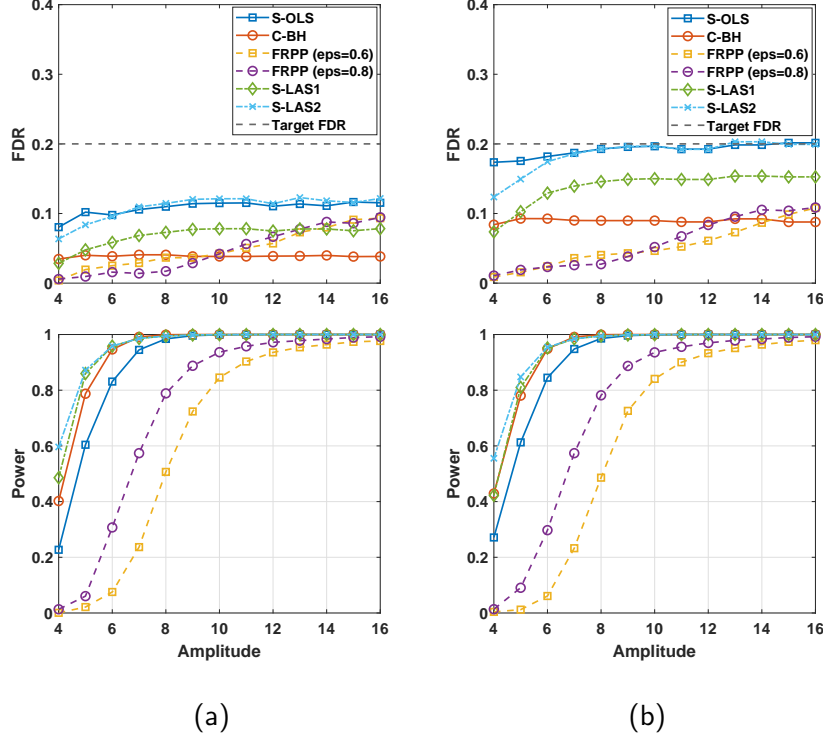 0.4
0.3
0.2
0.1
0
FDR
S-OLS
C-BH
FRPP (eps=0.6)
FRPP (eps=0.8)
S-LAS1
S-LAS2
Target FDR
4 6 8 10 12 14 16
0.4
0.3
0.2
0.1
0
FDR
S-OLS
C-BH
FRPP (eps=0.6)
FRPP (eps=0.8)
S-LAS1
S-LAS2
Target FDR
4 6 8 10 12 14 16
1
0.8
0.6
0.4
0.2
0
Power
4 6 8 10 12 14 16
Amplitude
1
0.8
0.6
0.4
0.2
0
Power
4 6 8 10 12 14 16
Amplitude
(a)
(b)